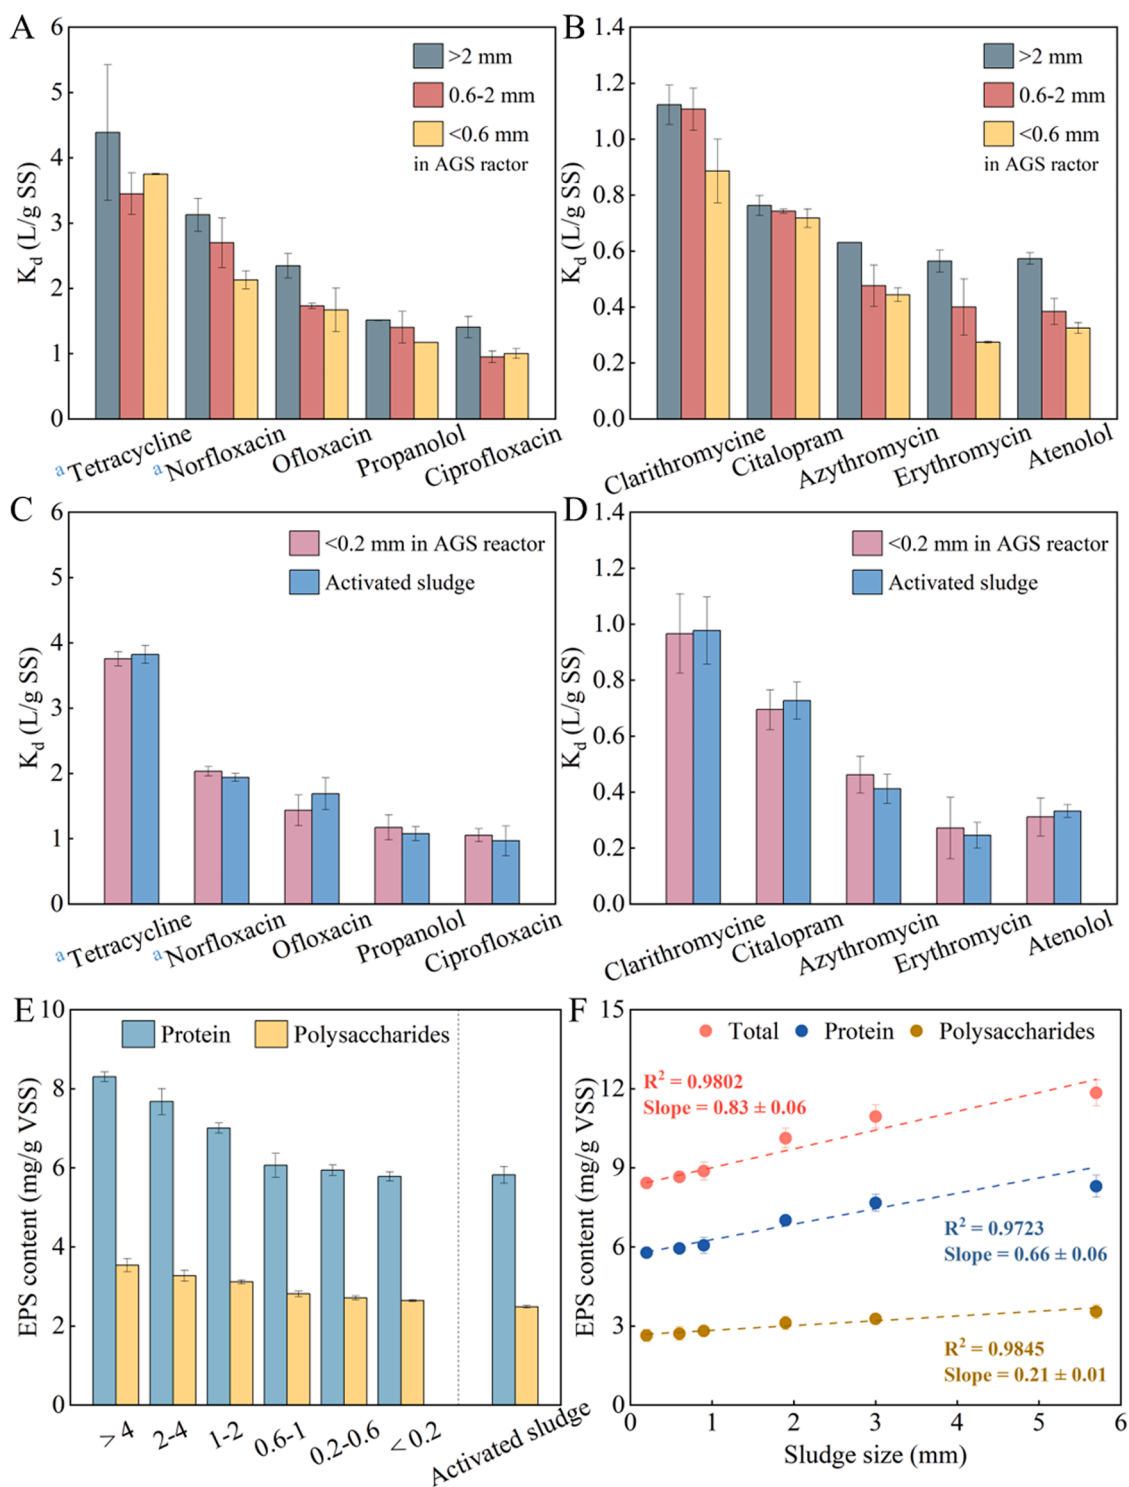 A
6
5
4
3
2
1
0
K_d (L/g SS)
>2 mm
0.6-2 mm
<0.6 mm
in AGS ractor
ᵃTetracycline
ᵃNorfloxacin
Ofloxacin
Propanolol
Ciprofloxacin
B
1.4
1.2
1.0
0.8
0.6
0.4
0.2
0.0
K_d (L/g SS)
>2 mm
0.6-2 mm
<0.6 mm
in AGS ractor
Clarithromycine
Citalopram
Azythromycin
Erythromycin
Atenolol
C
6
5
4
3
2
1
0
K_d (L/g SS)
<0.2 mm in AGS reactor
Activated sludge
ᵃTetracycline
ᵃNorfloxacin
Ofloxacin
Propanolol
Ciprofloxacin
D
1.4
1.2
1.0
0.8
0.6
0.4
0.2
0.0
K_d (L/g SS)
<0.2 mm in AGS reactor
Activated sludge
Clarithromycine
Citalopram
Azythromycin
Erythromycin
Atenolol
E
10
8
6
4
2
0
EPS content (mg/g VSS)
Protein
Polysaccharides
>4
2-4
1-2
0.6-1
0.2-0.6
<0.2
Activated sludge
F
15
12
9
6
3
0
EPS content (mg/g VSS)
Total
Protein
Polysaccharides
R² = 0.9802
Slope = 0.83 ± 0.06
R² = 0.9723
Slope = 0.66 ± 0.06
R² = 0.9845
Slope = 0.21 ± 0.01
0 1 2 3 4 5 6
Sludge size (mm)